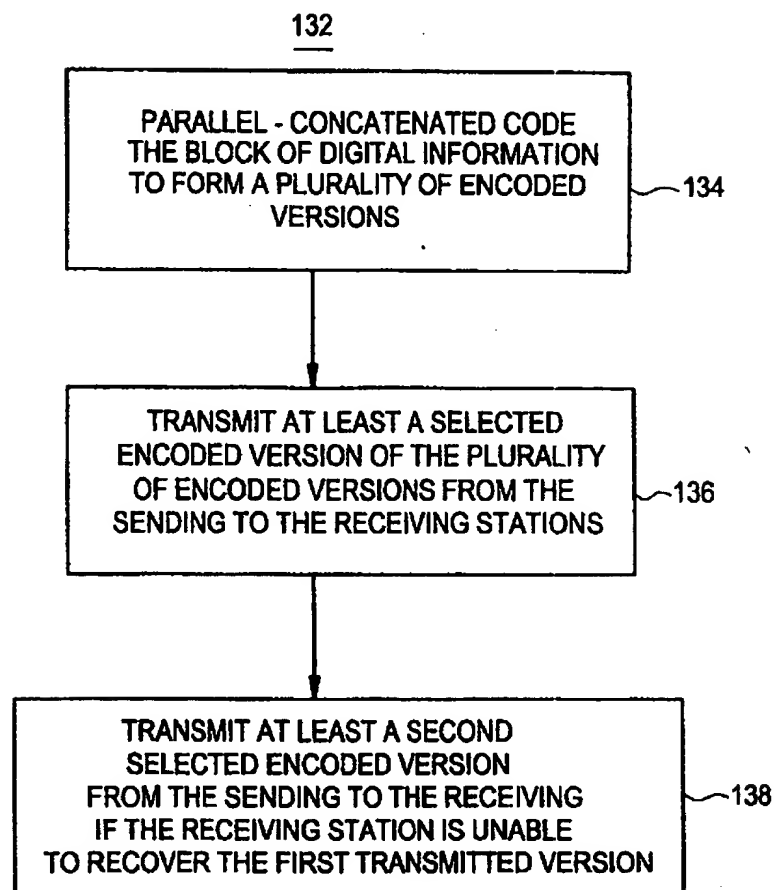 132
PARALLEL - CONCATENATED CODE
THE BLOCK OF DIGITAL INFORMATION
TO FORM A PLURALITY OF ENCODED
VERSIONS
134
TRANSMIT AT LEAST A SELECTED
ENCODED VERSION OF THE PLURALITY
OF ENCODED VERSIONS FROM THE
SENDING TO THE RECEIVING STATIONS
136
TRANSMIT AT LEAST A SECOND
SELECTED ENCODED VERSION
FROM THE SENDING TO THE RECEIVING
IF THE RECEIVING STATION IS UNABLE
TO RECOVER THE FIRST TRANSMITTED VERSION
138